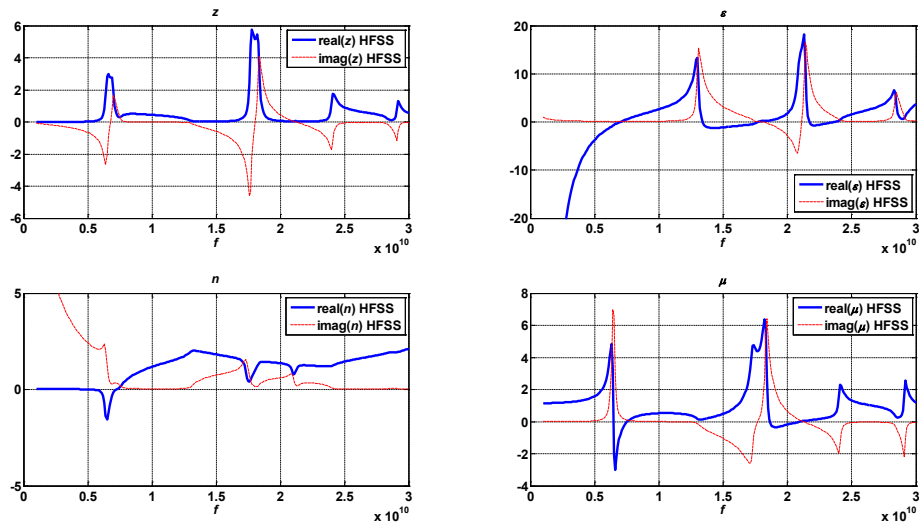 z
6
4
2
0
-2
-4
-6
0
0.5
1
1.5
2
2.5
3
f
x 10^10
real(z) HFSS
imag(z) HFSS
ε
20
10
0
-10
-20
0
0.5
1
1.5
2
2.5
3
f
x 10^10
real(ε) HFSS
imag(ε) HFSS
n
5
0
-5
0
0.5
1
1.5
2
2.5
3
f
x 10^10
real(n) HFSS
imag(n) HFSS
μ
8
6
4
2
0
-2
-4
0
0.5
1
1.5
2
2.5
3
f
x 10^10
real(μ) HFSS
imag(μ) HFSS